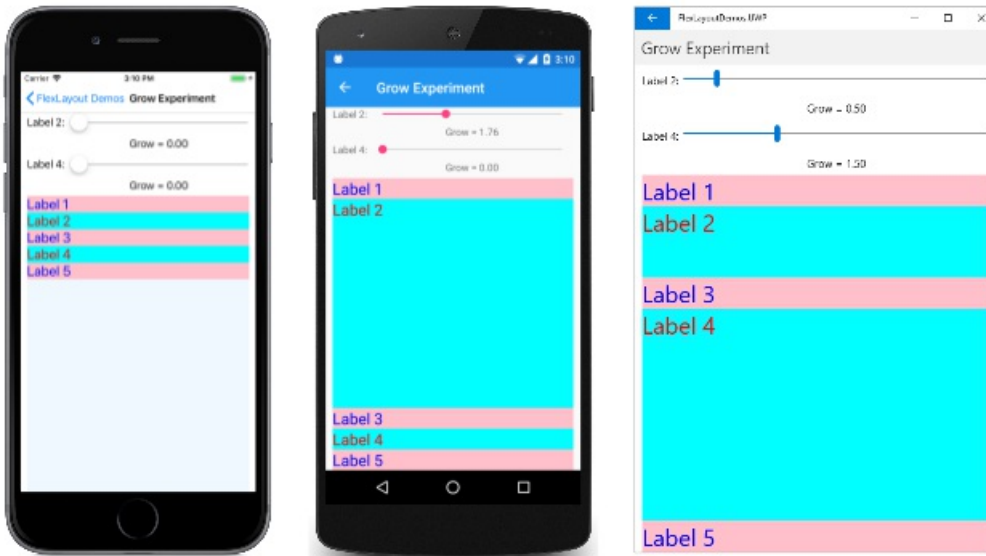 Carrier 3:10 PM
FlexLayout Demos Grow Experiment
Label 2:
Grow = 0.00
Label 4:
Grow = 0.00
Label 1
Label 2
Label 3
Label 4
Label 5
3:10
Grow Experiment
Label 2:
Grow = 1.76
Label 4:
Grow = 0.00
Label 1
Label 2
Label 3
Label 4
Label 5
FlexLayoutDemos.UWP
Grow Experiment
Label 2:
Grow = 0.50
Label 4:
Grow = 1.50
Label 1
Label 2
Label 3
Label 4
Label 5